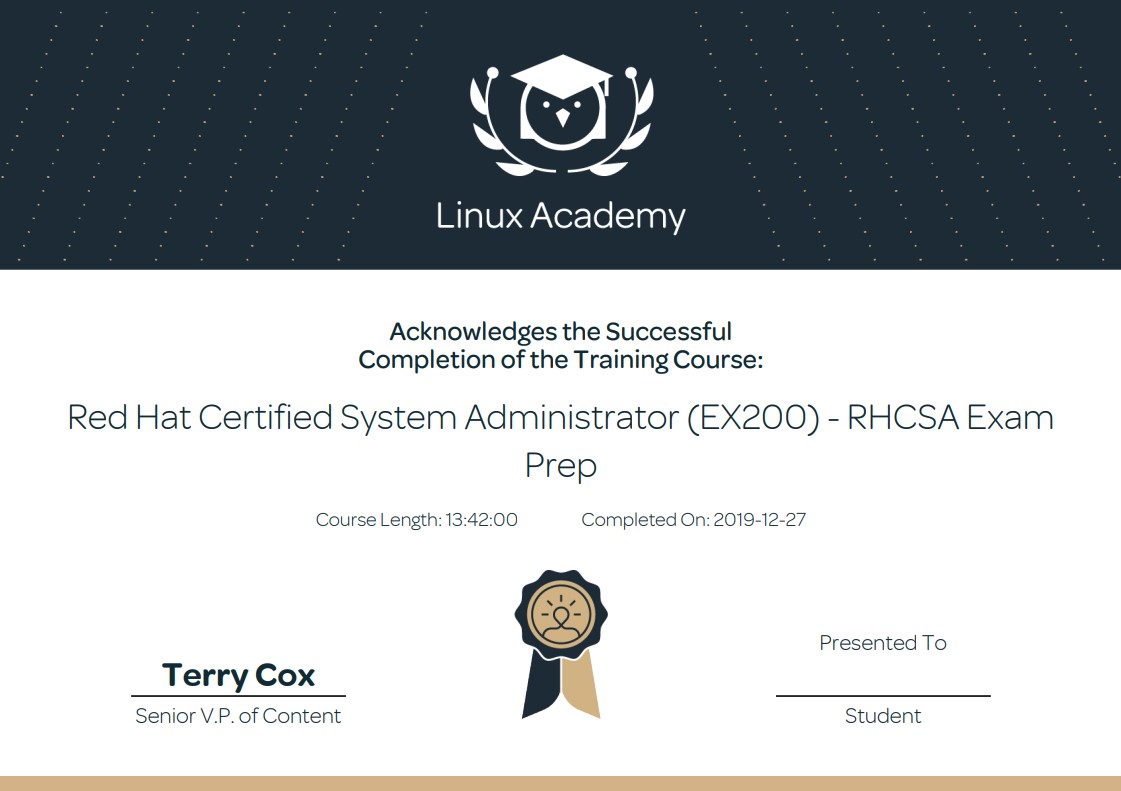 Linux Academy
Acknowledges the Successful
Completion of the Training Course:
Red Hat Certified System Administrator (EX200) - RHCSA Exam
Prep
Course Length: 13:42:00 Completed On: 2019-12-27
Presented To
Terry Cox
Senior V.P. of Content
Student